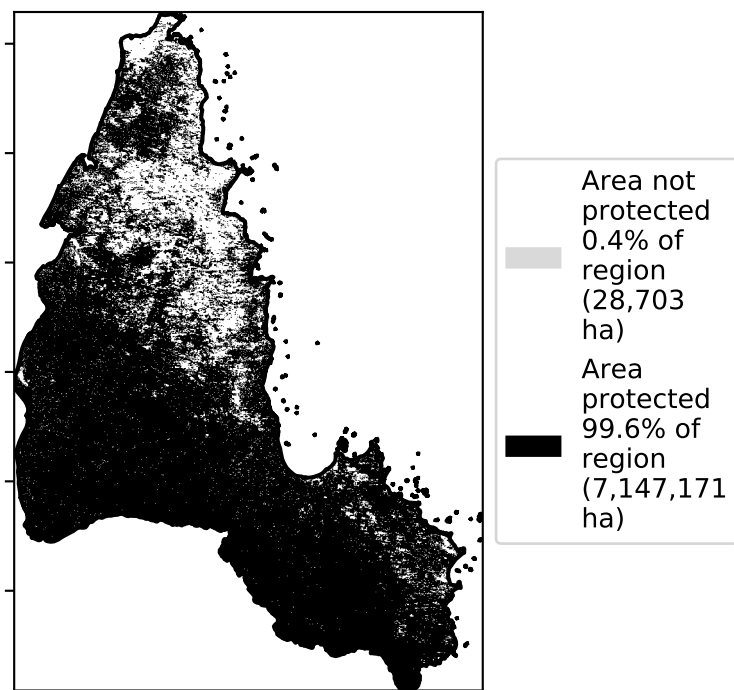 Area not
protected
0.4% of
region
(28,703
ha)
Area
protected
99.6% of
region
(7,147,171
ha)